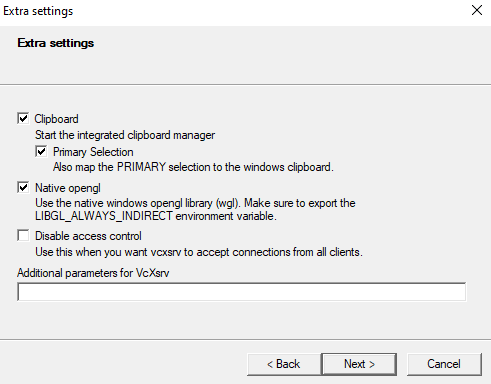 Extra settings
Extra settings
Clipboard
Start the integrated clipboard manager
Primary Selection
Also map the PRIMARY selection to the windows clipboard.
Native opengl
Use the native windows opengl library (wgl). Make sure to export the
LIBGL_ALWAYS_INDIRECT environment variable.
Disable access control
Use this when you want vcxsrv to accept connections from all clients.
Additional parameters for VcXsrv
< Back Next > Cancel